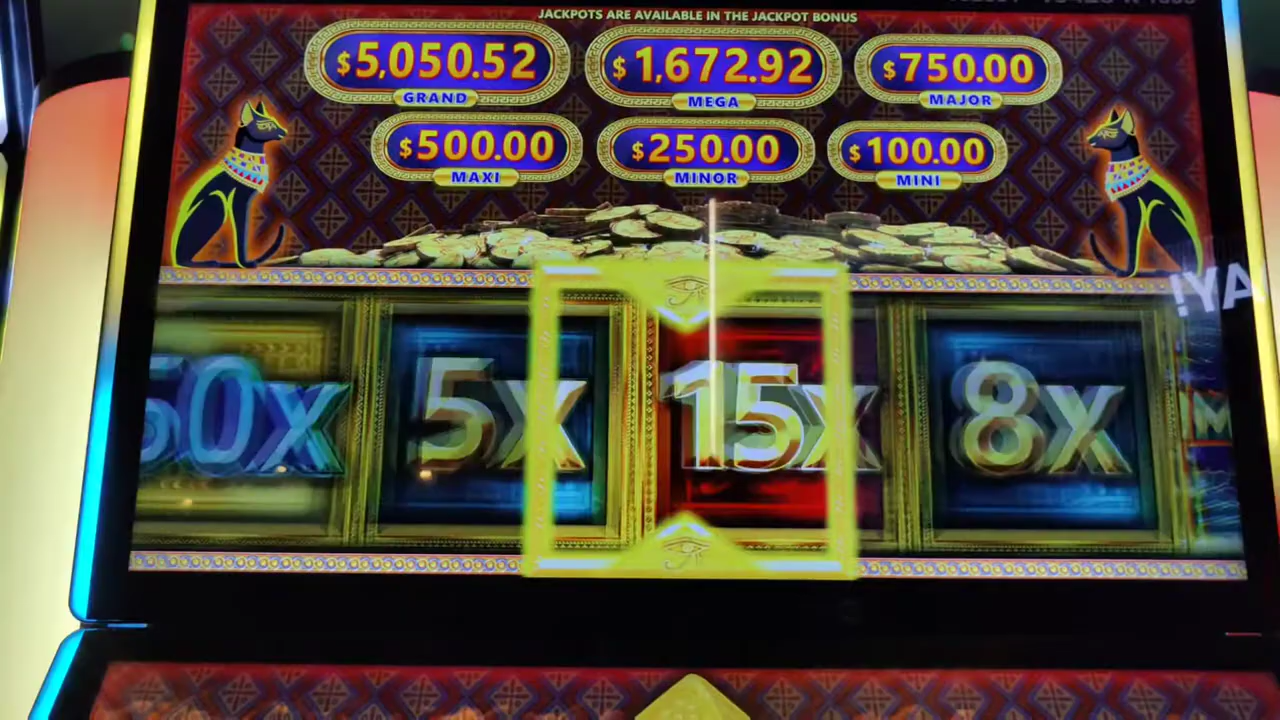 JACKPOTS ARE AVAILABLE IN THE JACKPOT BONUS
$5,050.52 $1,672.92 $750.00
GRAND MEGA MAJOR
$500.00 $250.00 $100.00
MAXI MINOR MINI
50X 5X 15X 8X